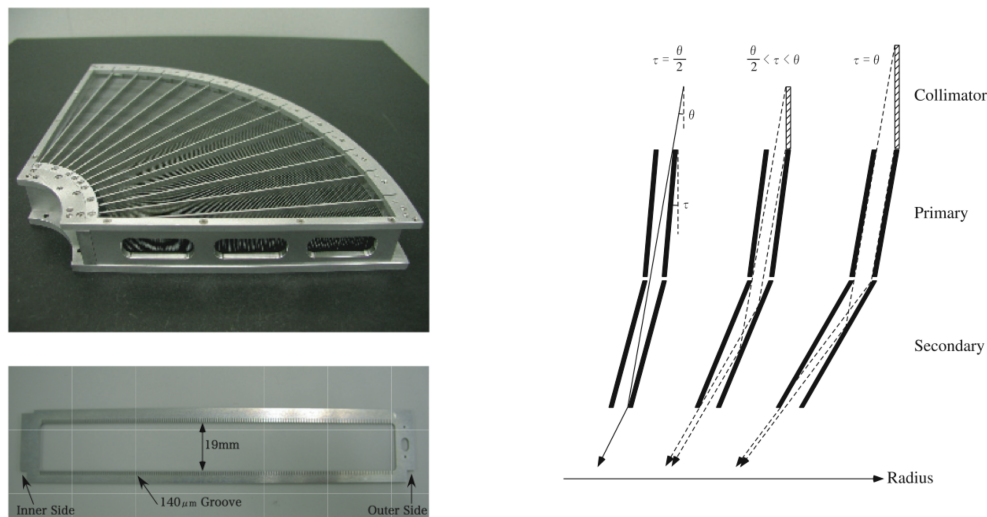 19mm
140μm Groove
Inner Side
Outer Side
τ = θ/2
θ/2 < τ < θ
τ = θ
Collimator
θ
Primary
τ
Secondary
Radius